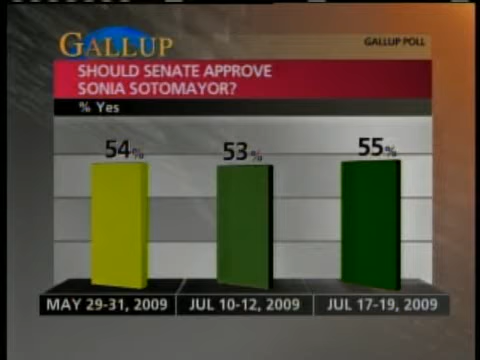 GALLUP
GALLUP POLL
SHOULD SENATE APPROVE
SONIA SOTOMAYOR?
% Yes
54% 53% 55%
MAY 29-31, 2009 JUL 10-12, 2009 JUL 17-19, 2009